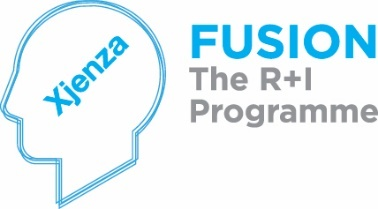 Xjenza
FUSION
The R+I
Programme